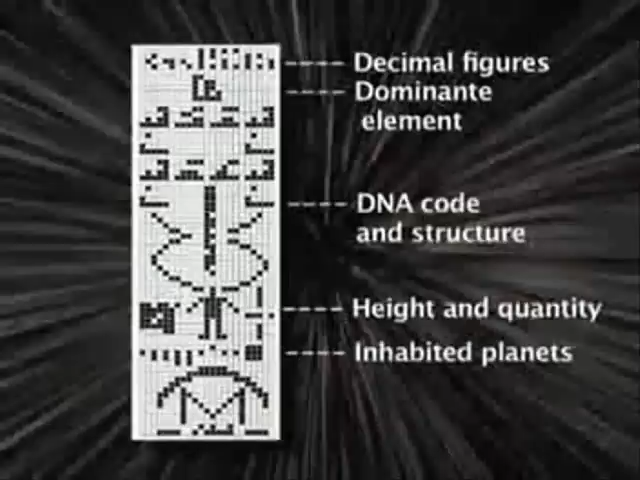 Decimal figures
Dominante
element
DNA code
and structure
Height and quantity
Inhabited planets